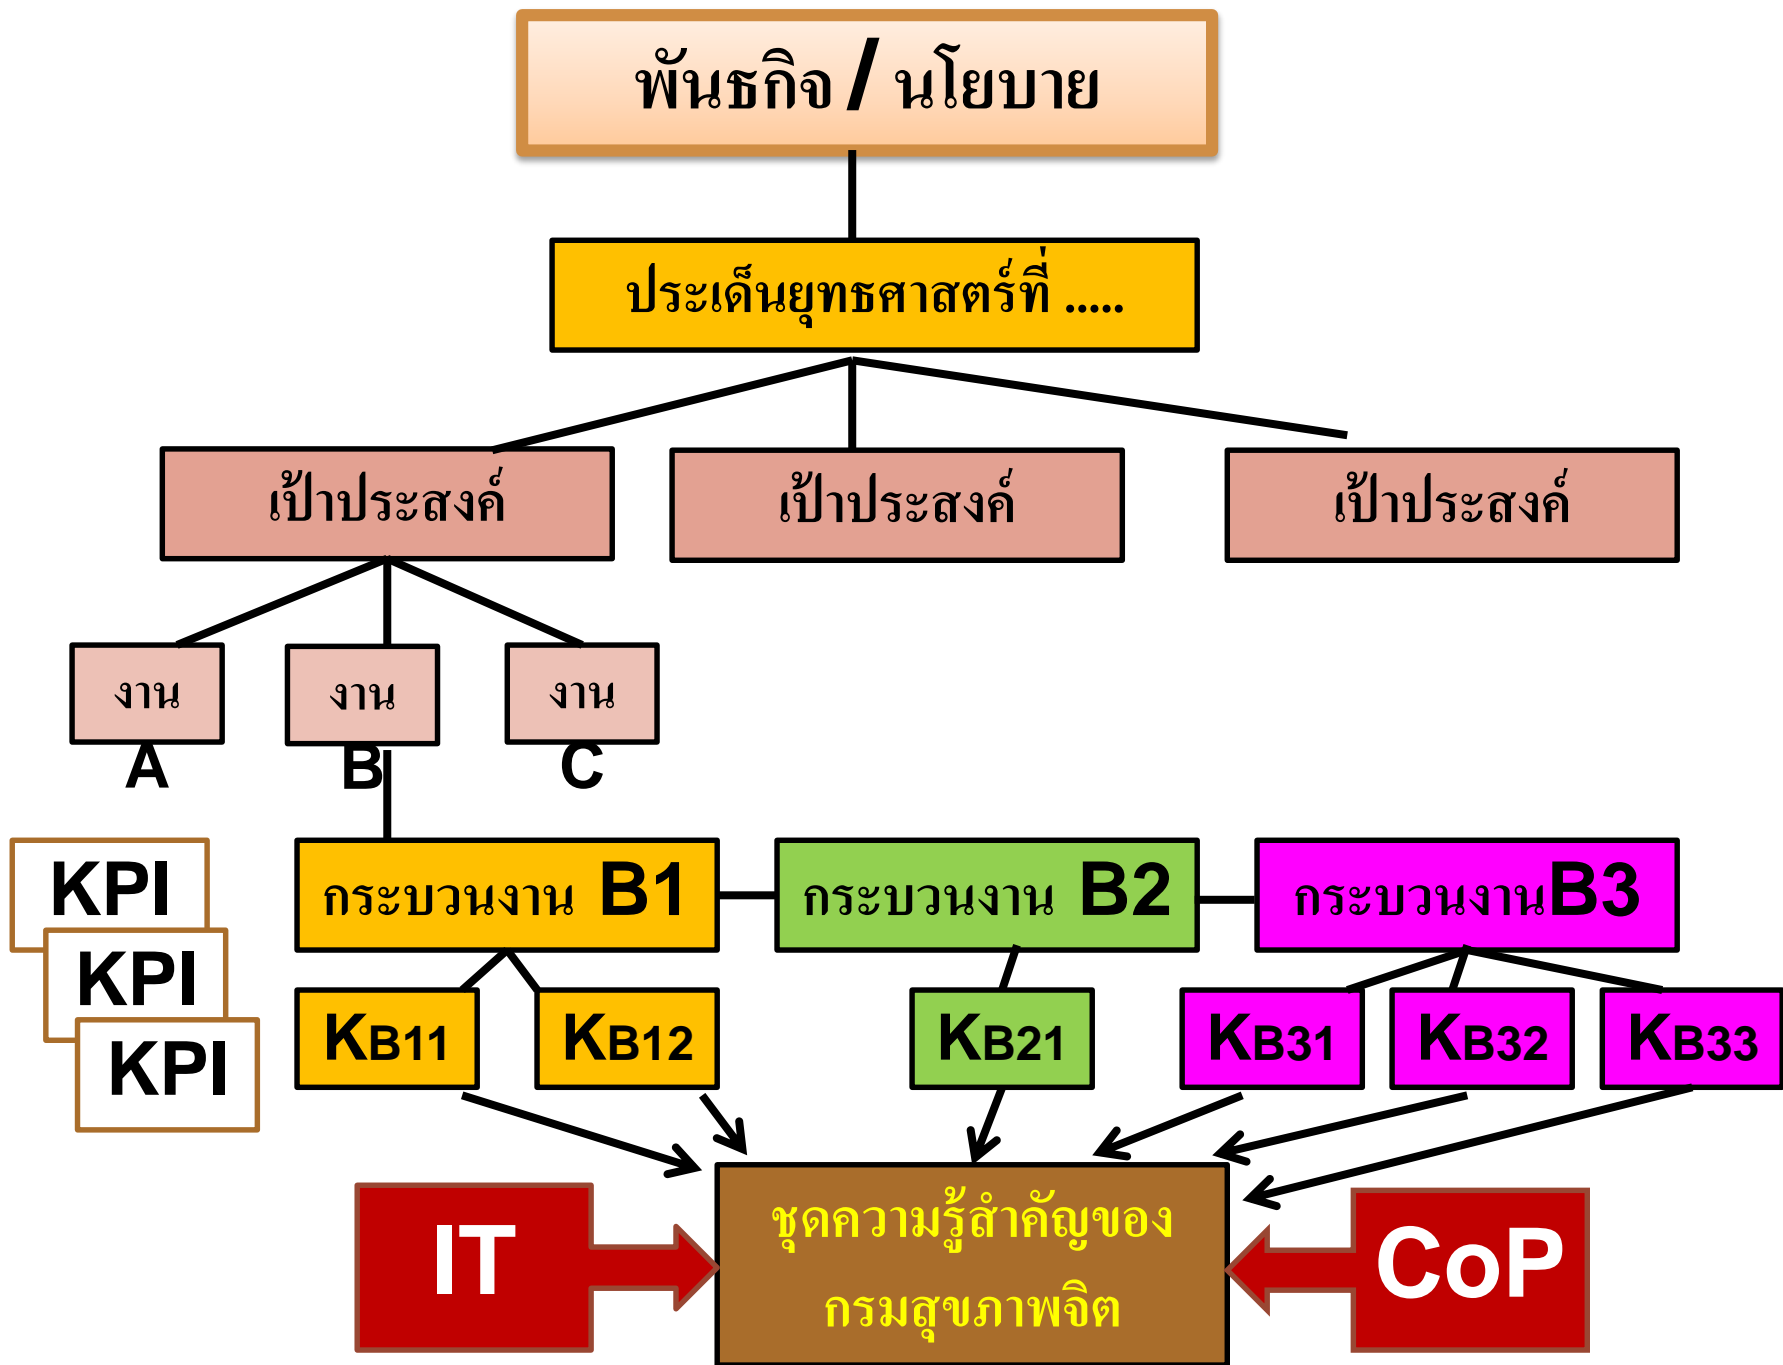 พันธกิจ / นโยบาย
ประเด็นยุทธศาสตร์ที่ .....
เป้าประสงค์
เป้าประสงค์
เป้าประสงค์
งาน
A
งาน
B
งาน
C
KPI
KPI
KPI
กระบวนงาน B1
กระบวนงาน B2
กระบวนงานB3
KB11
KB12
KB21
KB31
KB32
KB33
IT
ชุดความรู้สำคัญของ
กรมสุขภาพจิต
CoP